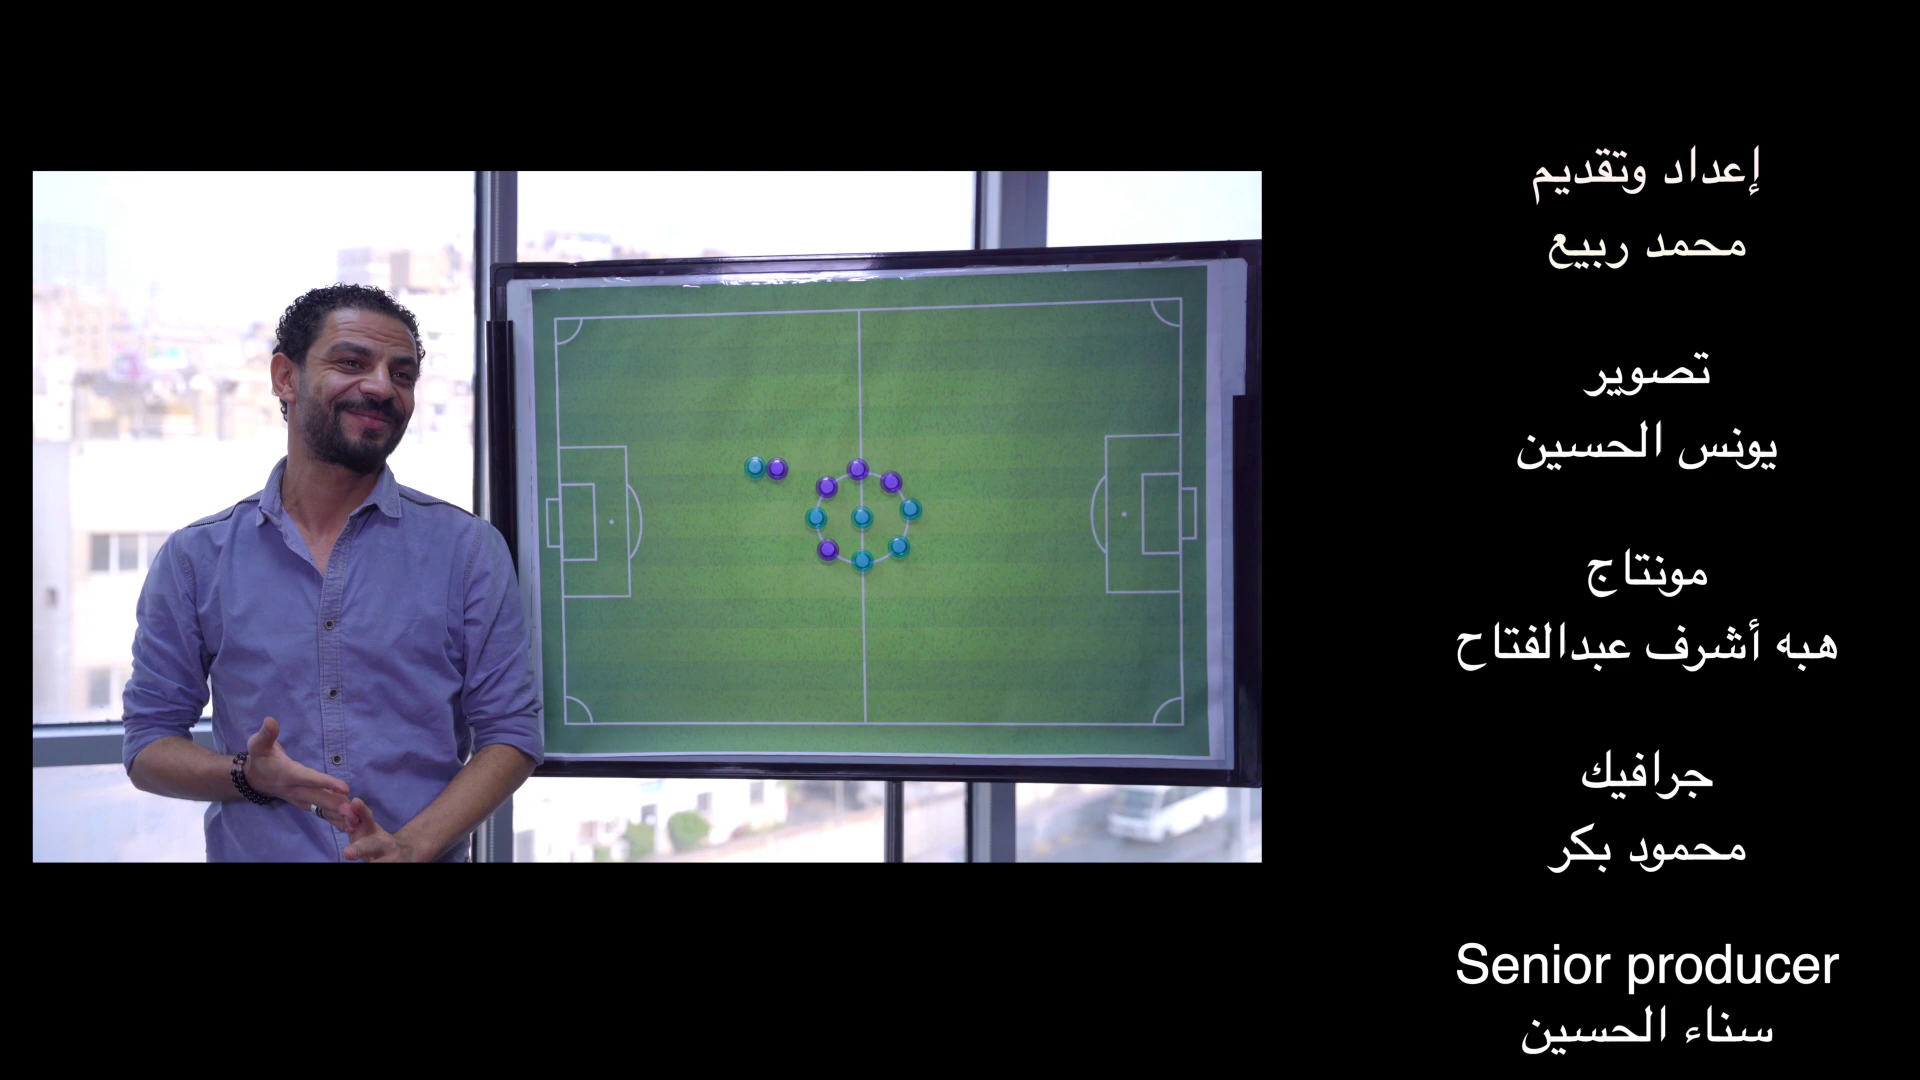 إعداد وتقديم
محمد ربيع
تصوير
يونس الحسين
مونتاج
هبه أشرف عبدالفتاح
جرافيك
محمود بكر
Senior producer
سناء الحسين